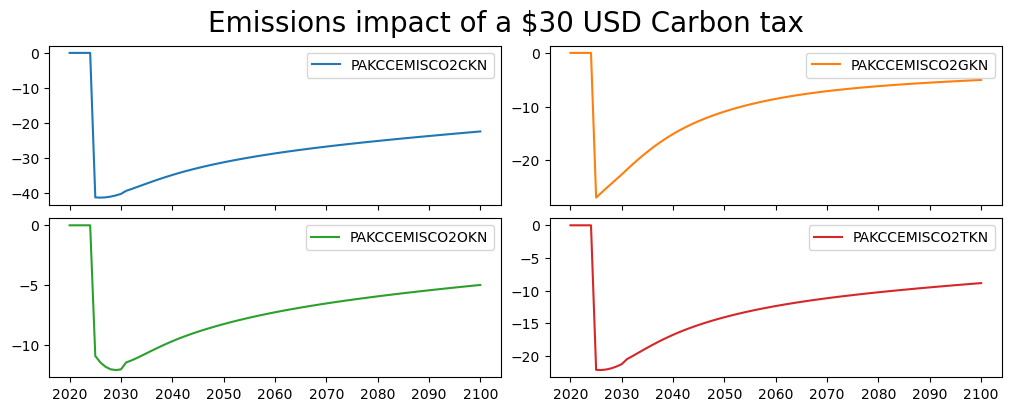 Emissions impact of a $30 USD Carbon tax
PAKCCEMISCO2CKN
0
−10
−20
−30
−40
PAKCCEMISCO2GKN
0
−10
−20
PAKCCEMISCO2OKN
0
−5
−10
2020 2030 2040 2050 2060 2070 2080 2090 2100
PAKCCEMISCO2TKN
0
−5
−10
−15
−20
2020 2030 2040 2050 2060 2070 2080 2090 2100